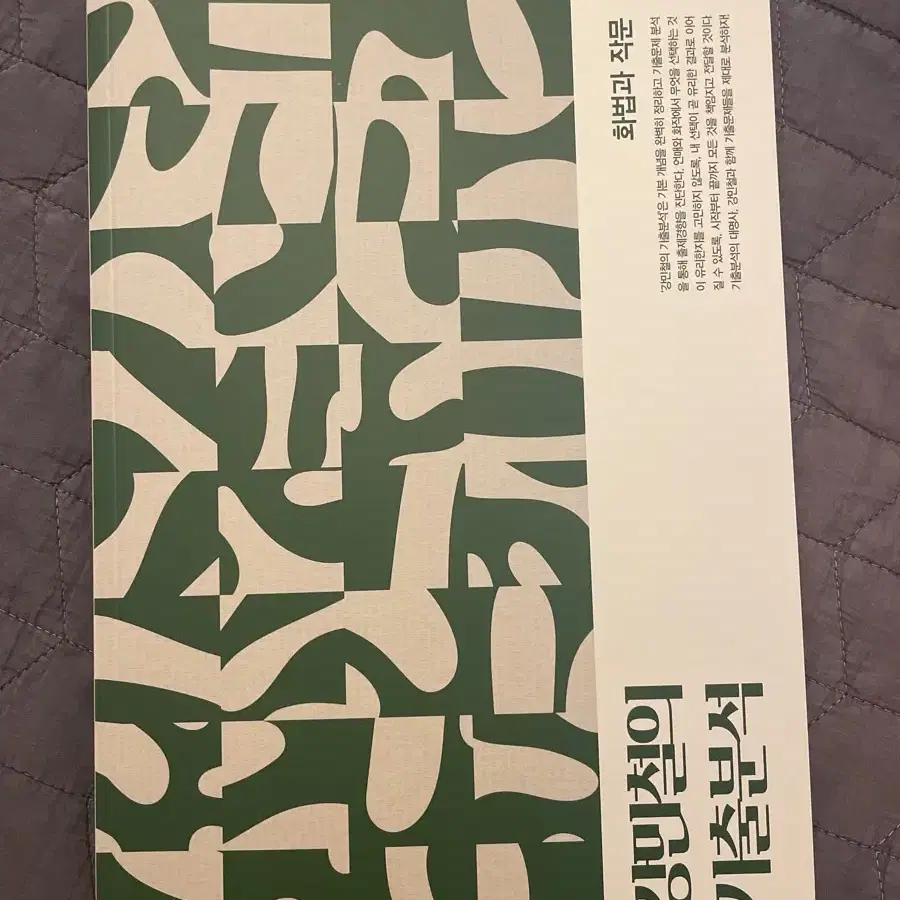 강민철의
기출분석
화법과 작문
'강민철의 기출분석'은 기본 개념을 완벽히 정리하고 기출문제 분석
을 통해 출제경향을 진단한다. 언매와 화작에서 무엇을 선택하는 것
이 유리한지를 고민하지 않도록, 내 선택이 곧 유리한 결과로 이어
질 수 있도록. 시작부터 끝까지 모든 것을 책임지고 전달할 것이다.
기출분석의 대명사, 강민철과 함께 기출문제들을 제대로 분석하자!